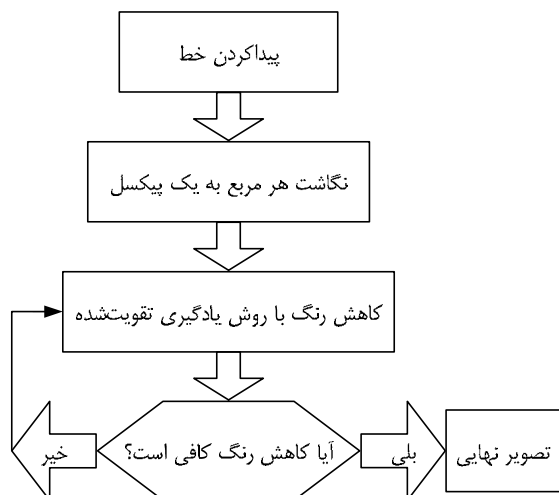 پیداکردن خط
نگاشت هر مربع به یک پیکسل
کاهش رنگ با روش یادگیری تقویت‌شده
آیا کاهش رنگ کافی است؟
خیر
بلی
تصویر نهایی